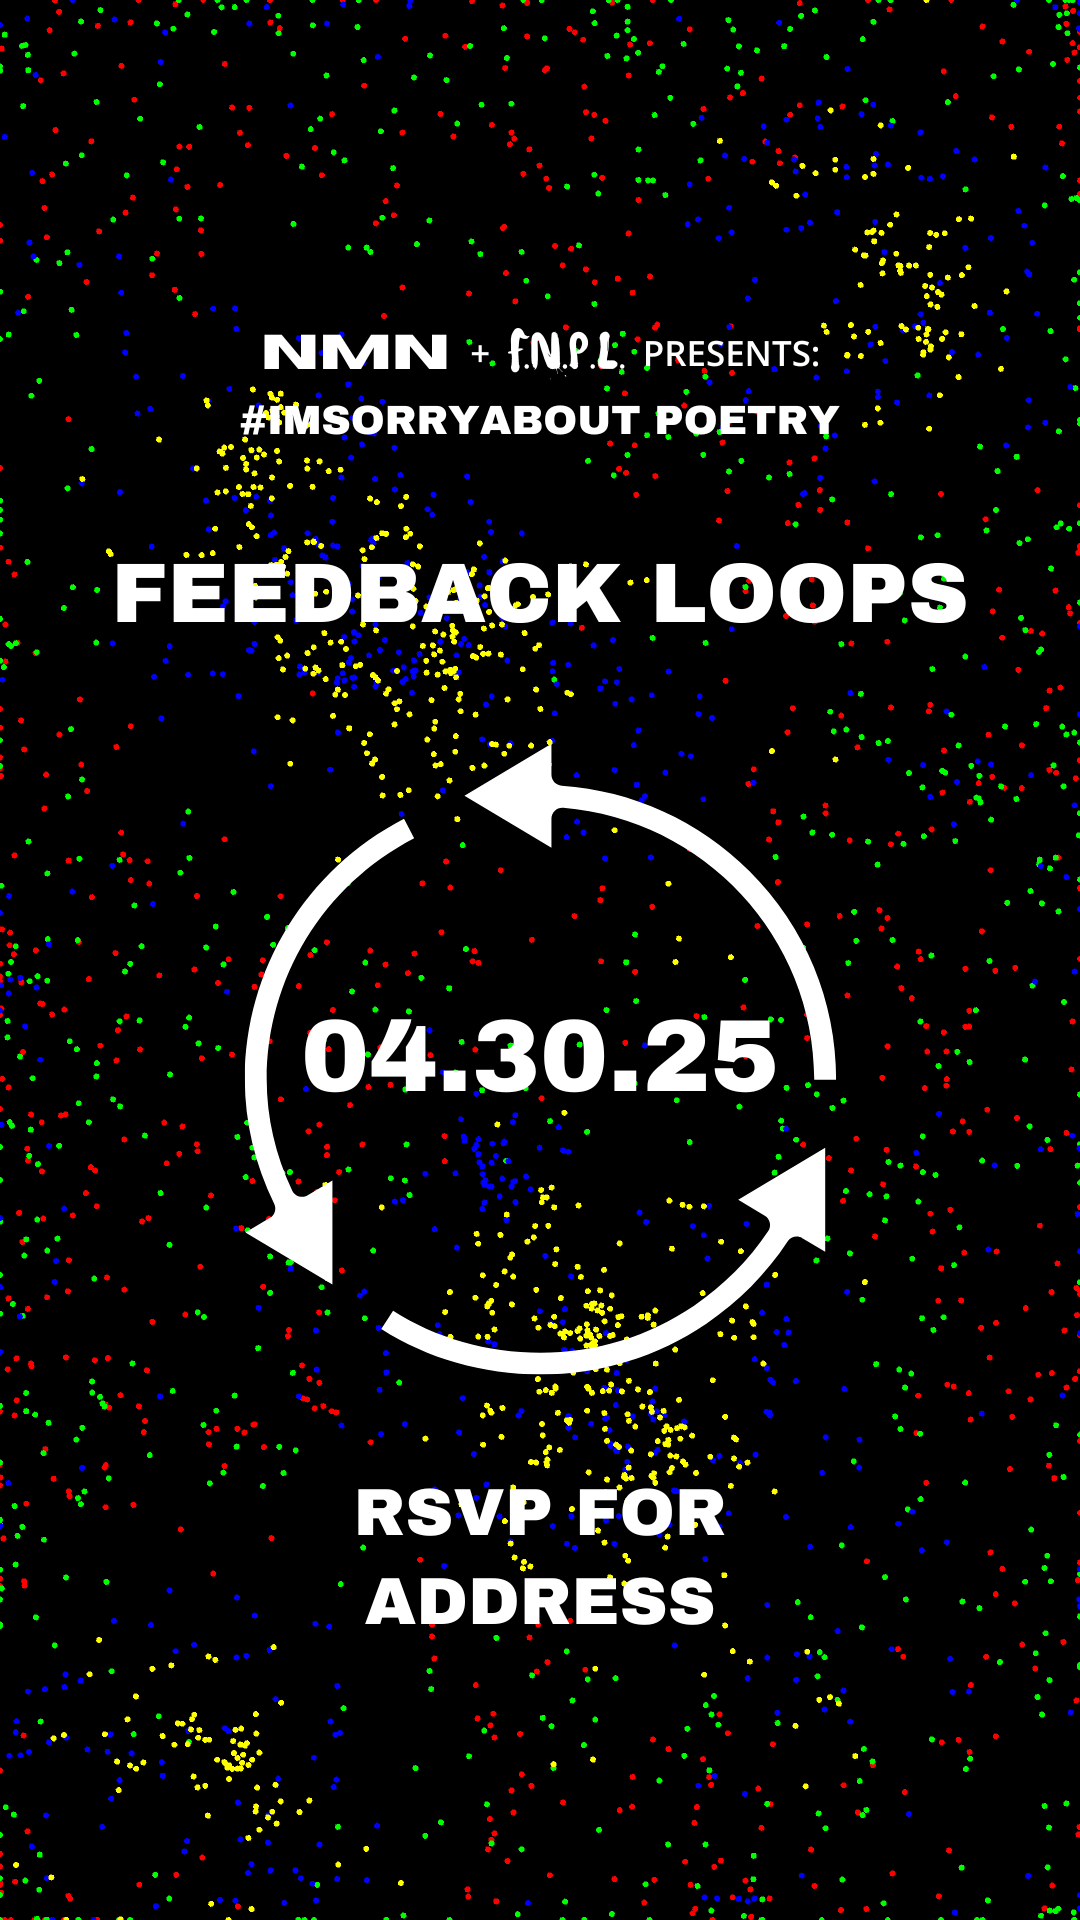 NMN + f.N.P.L. PRESENTS:
#IMSORRYABOUT POETRY
FEEDBACK LOOPS
04.30.25
RSVP FOR
ADDRESS